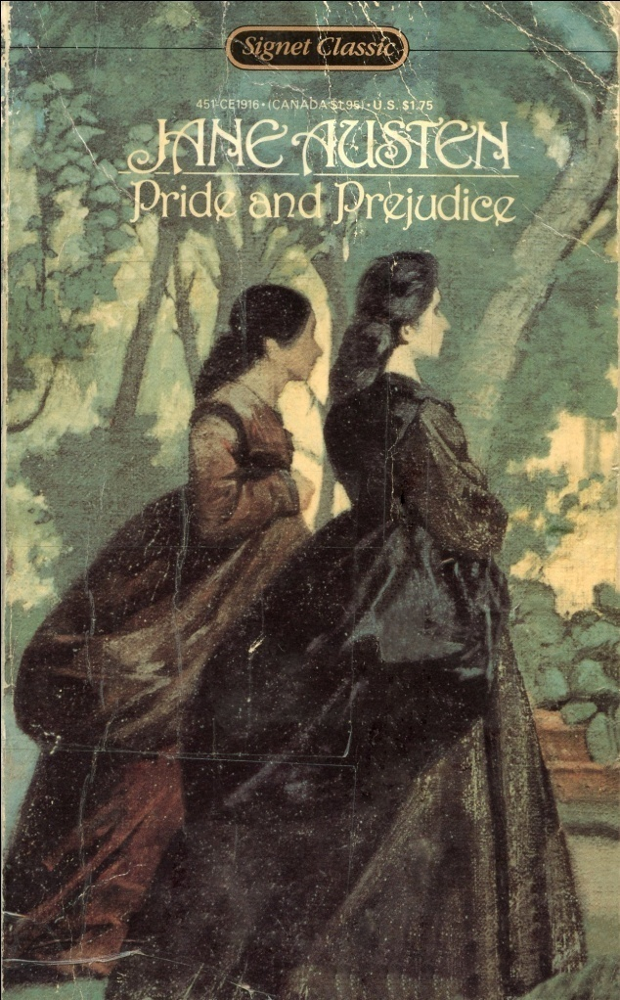 Signet Classic
451-CE1916 • (CANADA $1.95) • U.S. $1.75
JANE AUSTEN
Pride and Prejudice